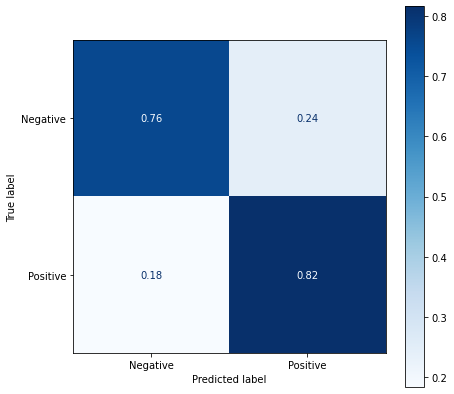 0.8
Negative 0.76 0.24
0.7
0.6
True label
0.5
0.4
Positive 0.18 0.82
0.3
0.2
Negative Positive
Predicted label